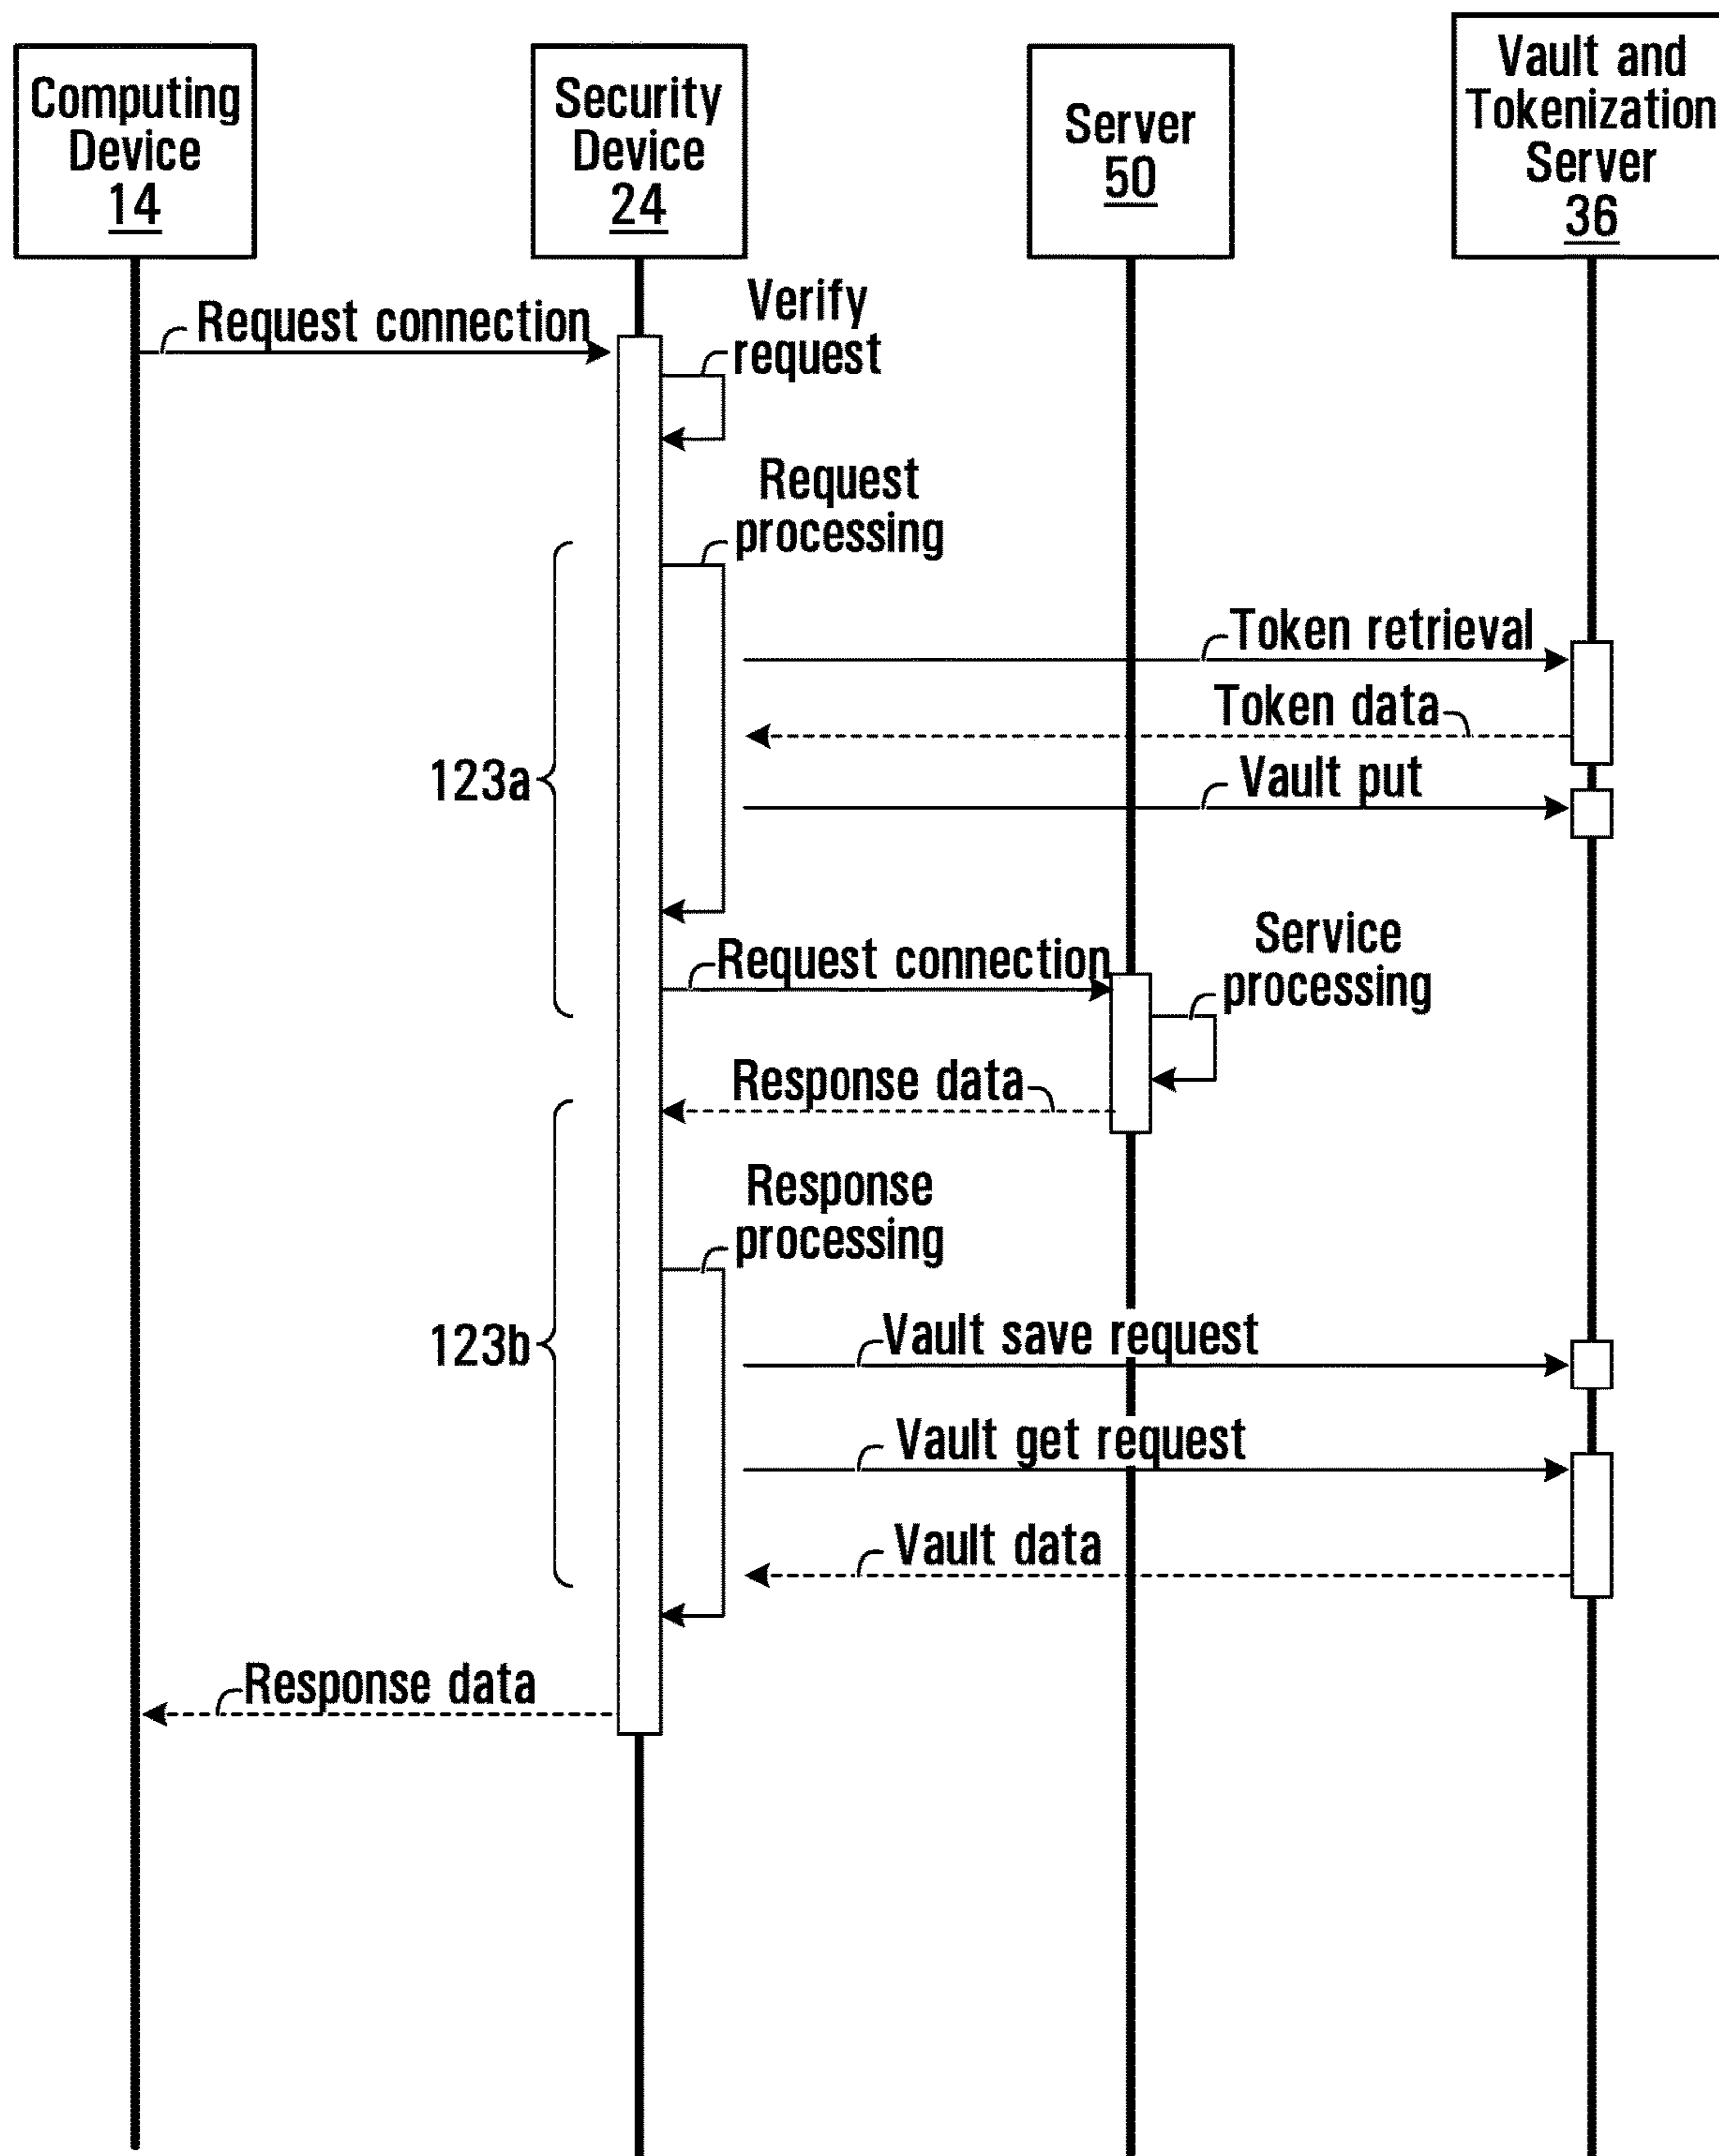 Computing
Device
14
Security
Device
24
Server
50
Vault and
Tokenization
Server
36
Request connection
Verify
request
Request
processing
Token retrieval
Token data
123a
Vault put
Service
processing
Request connection
Response data
Response
processing
123b
Vault save request
Vault get request
Vault data
Response data